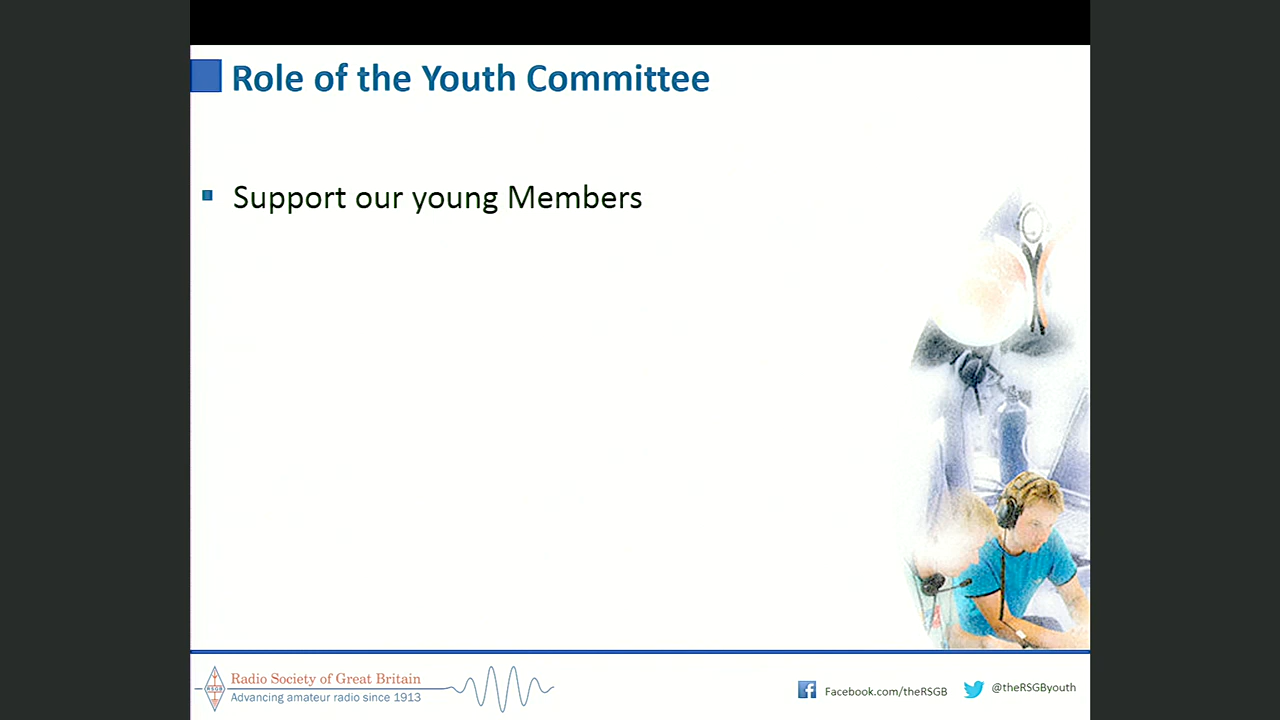 Role of the Youth Committee
Support our young Members
RSGB
Radio Society of Great Britain
Advancing amateur radio since 1913
Facebook.com/theRSGB
@theRSGByouth